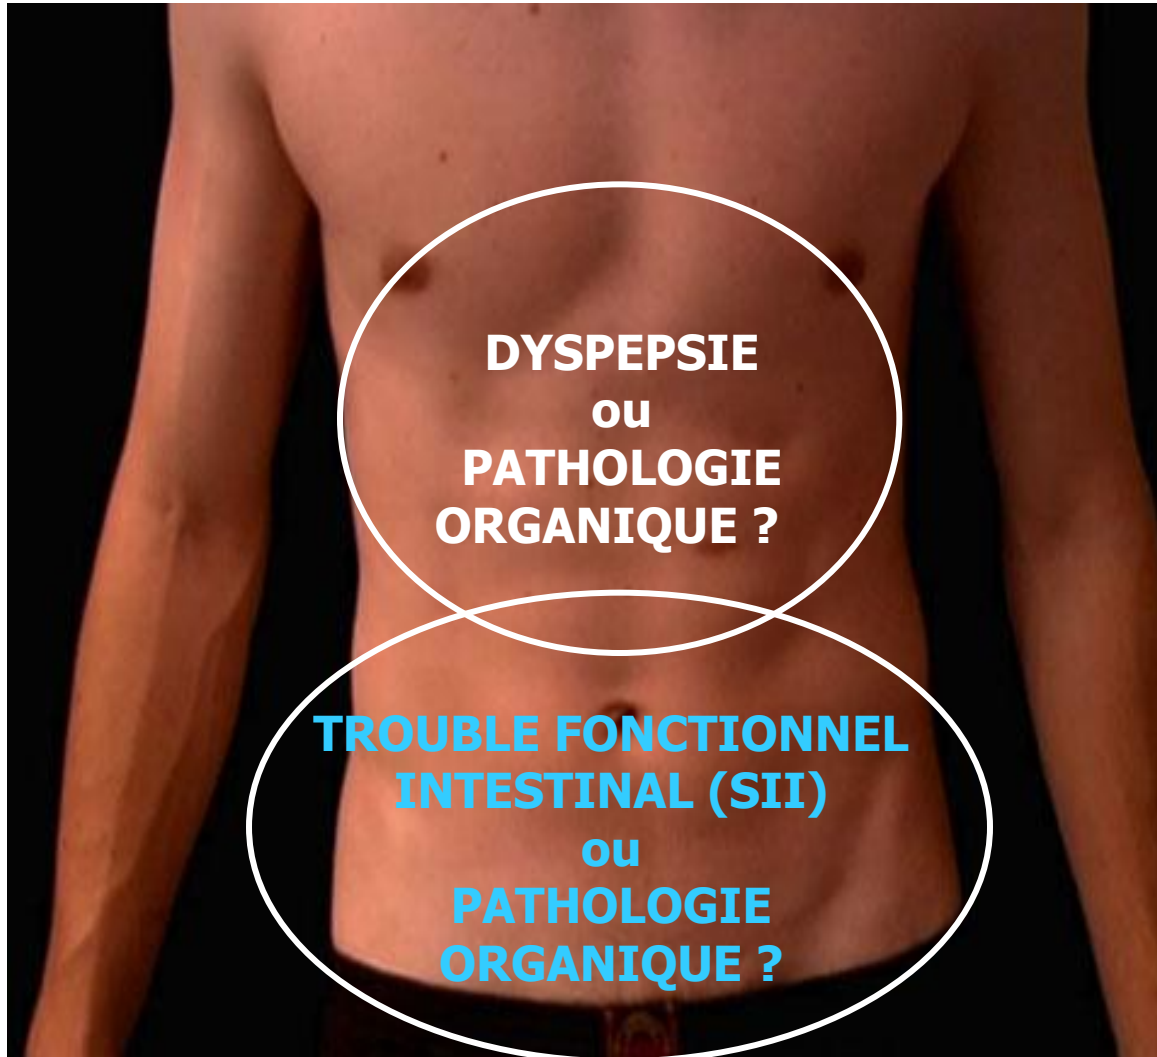 DYSPEPSIE
ou
PATHOLOGIE
ORGANIQUE ?
TROUBLE FONCTIONNEL
INTESTINAL (SII)
ou
PATHOLOGIE
ORGANIQUE ?